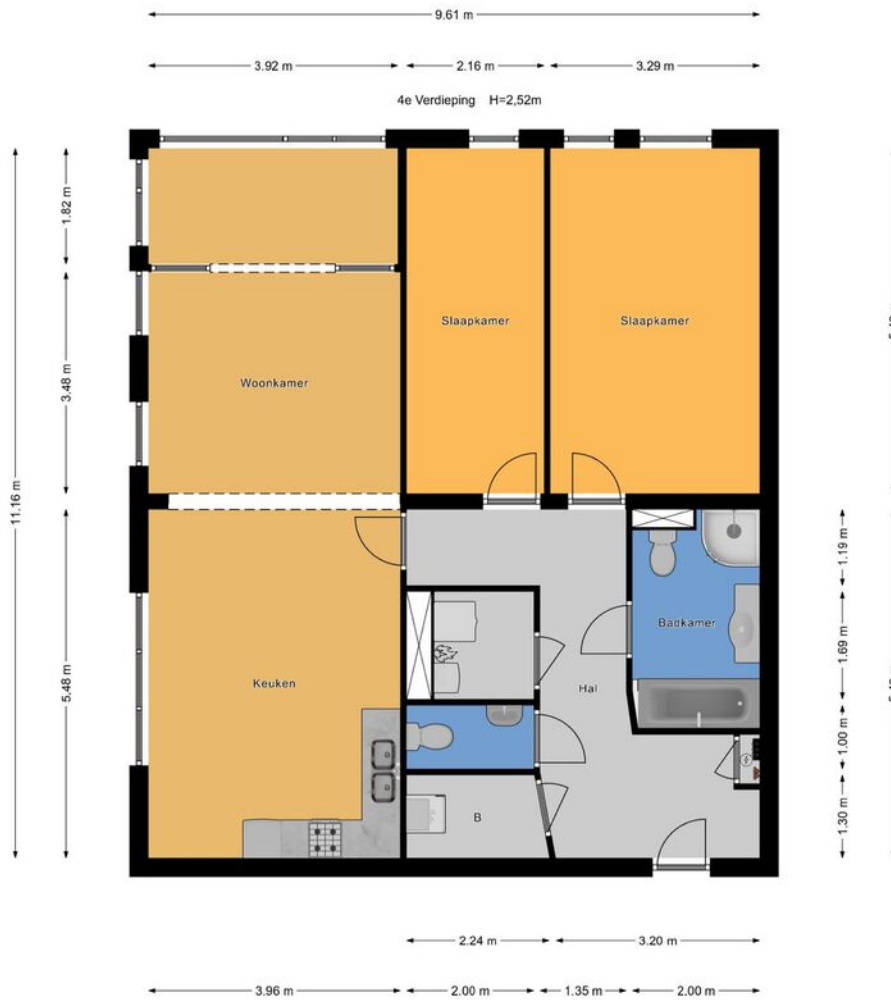 9.61 m
3.92 m
2.16 m
3.29 m
4e Verdieping H=2,52m
1.82 m
3.48 m
11.16 m
5.48 m
Slaapkamer
Slaapkamer
Woonkamer
Keuken
Badkamer
Hal
B
1.19 m
1.69 m
1.00 m
1.30 m
2.24 m
3.20 m
3.96 m
2.00 m
1.35 m
2.00 m